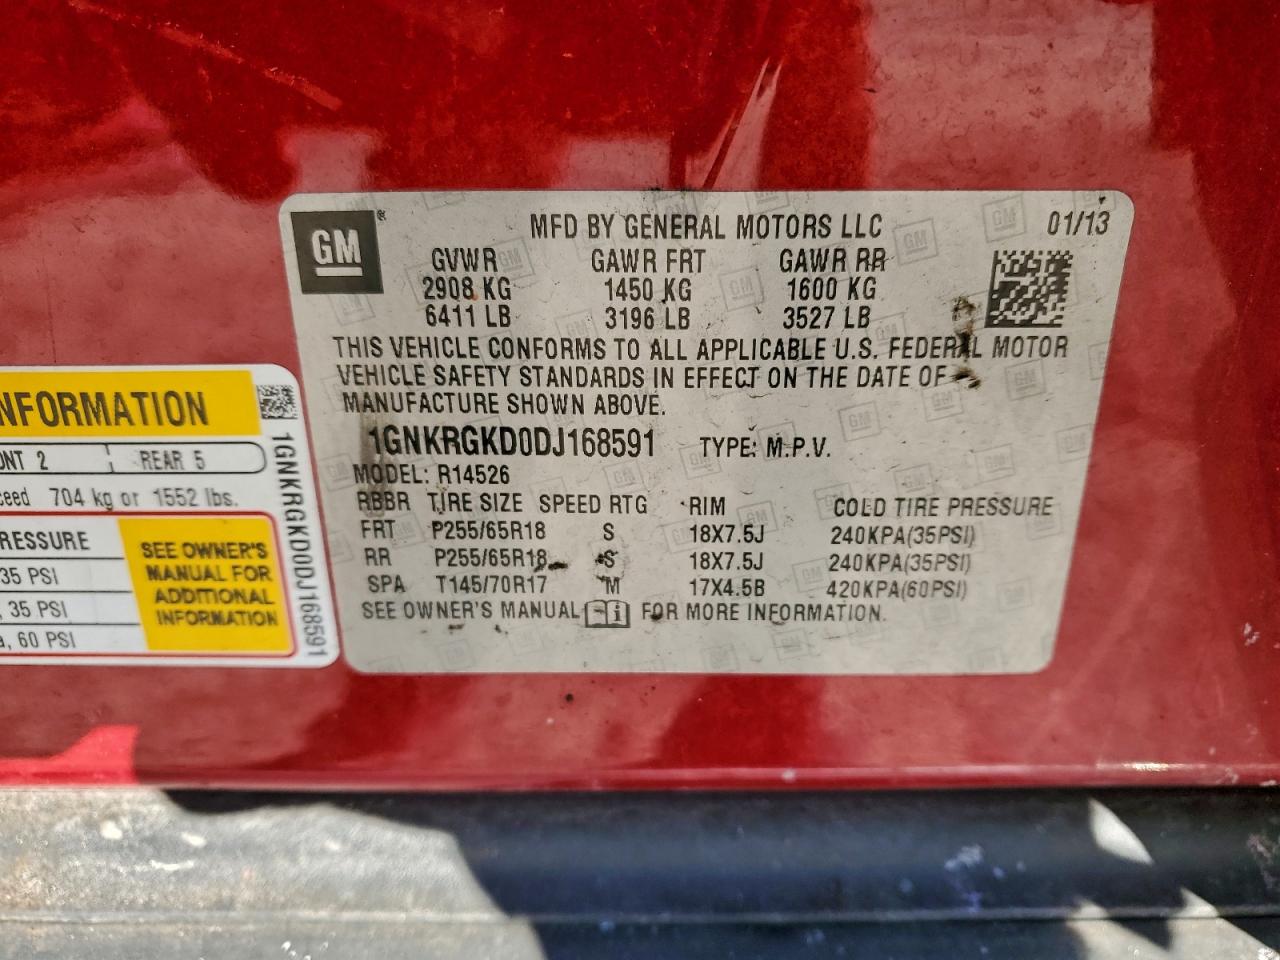 GM ®
MFD BY GENERAL MOTORS LLC 01/13
GVWR GAWR FRT GAWR RR
2908 KG 1450 KG 1600 KG
6411 LB 3196 LB 3527 LB
THIS VEHICLE CONFORMS TO ALL APPLICABLE U.S. FEDERAL MOTOR
VEHICLE SAFETY STANDARDS IN EFFECT ON THE DATE OF
MANUFACTURE SHOWN ABOVE.
1GNKRGKD0DJ168591 TYPE: M.P.V.
MODEL: R14526
RBBR TIRE SIZE SPEED RTG RIM COLD TIRE PRESSURE
FRT P255/65R18 S 18X7.5J 240KPA(35PSI)
RR P255/65R18 S 18X7.5J 240KPA(35PSI)
SPA T145/70R17 M 17X4.5B 420KPA(60PSI)
SEE OWNER'S MANUAL i FOR MORE INFORMATION.
NFORMATION
ONT 2 REAR 5
ceed 704 kg or 1552 lbs.
RESSURE
35 PSI
, 35 PSI
a, 60 PSI
SEE OWNER'S
MANUAL FOR
ADDITIONAL
INFORMATION
1GNKRGKD0DJ168591